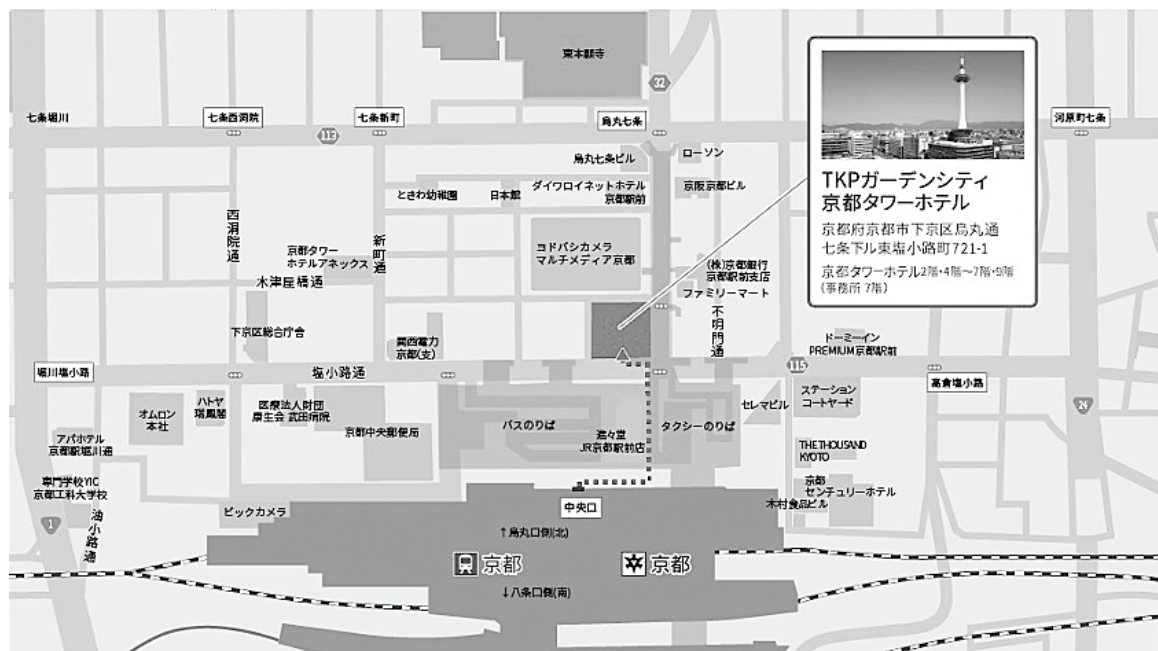 東本願寺
32
七条堀川
七条西洞院
113
七条新町
烏丸七条
河原町七条
烏丸七条ビル
ローソン
ときわ幼稚園
日本館
ダイワロイネットホテル
京都駅前
京阪京都ビル
TKPガーデンシティ
京都タワーホテル
京都府京都市下京区烏丸通
七条下ル東塩小路町721-1
京都タワーホテル2階・4階～7階・9階
(事務所 7階)
西洞院通
新町通
京都タワー
ホテルアネックス
木津屋橋通
ヨドバシカメラ
マルチメディア京都
(株)京都銀行
京都駅前支店
ファミリーマート
不明門通
下京区総合庁舎
関西電力
京都(支)
ドーミーイン
PREMIUM京都駅前
堀川塩小路
塩小路通
115
高倉塩小路
24
オムロン
本社
ハトヤ
瑞鳳閣
医療法人財団
康生会 武田病院
京都中央郵便局
バスのりば
進々堂
JR京都駅前店
タクシーのりば
セレマビル
ステーション
コートヤード
アパホテル
京都駅堀川通
THE THOUSAND
KYOTO
専門学校YIC
京都工科大学校
京都
センチュリーホテル
木村食品ビル
油小路通
1
ビックカメラ
中央口
↑烏丸口側(北)
京都
京都
↓八条口側(南)